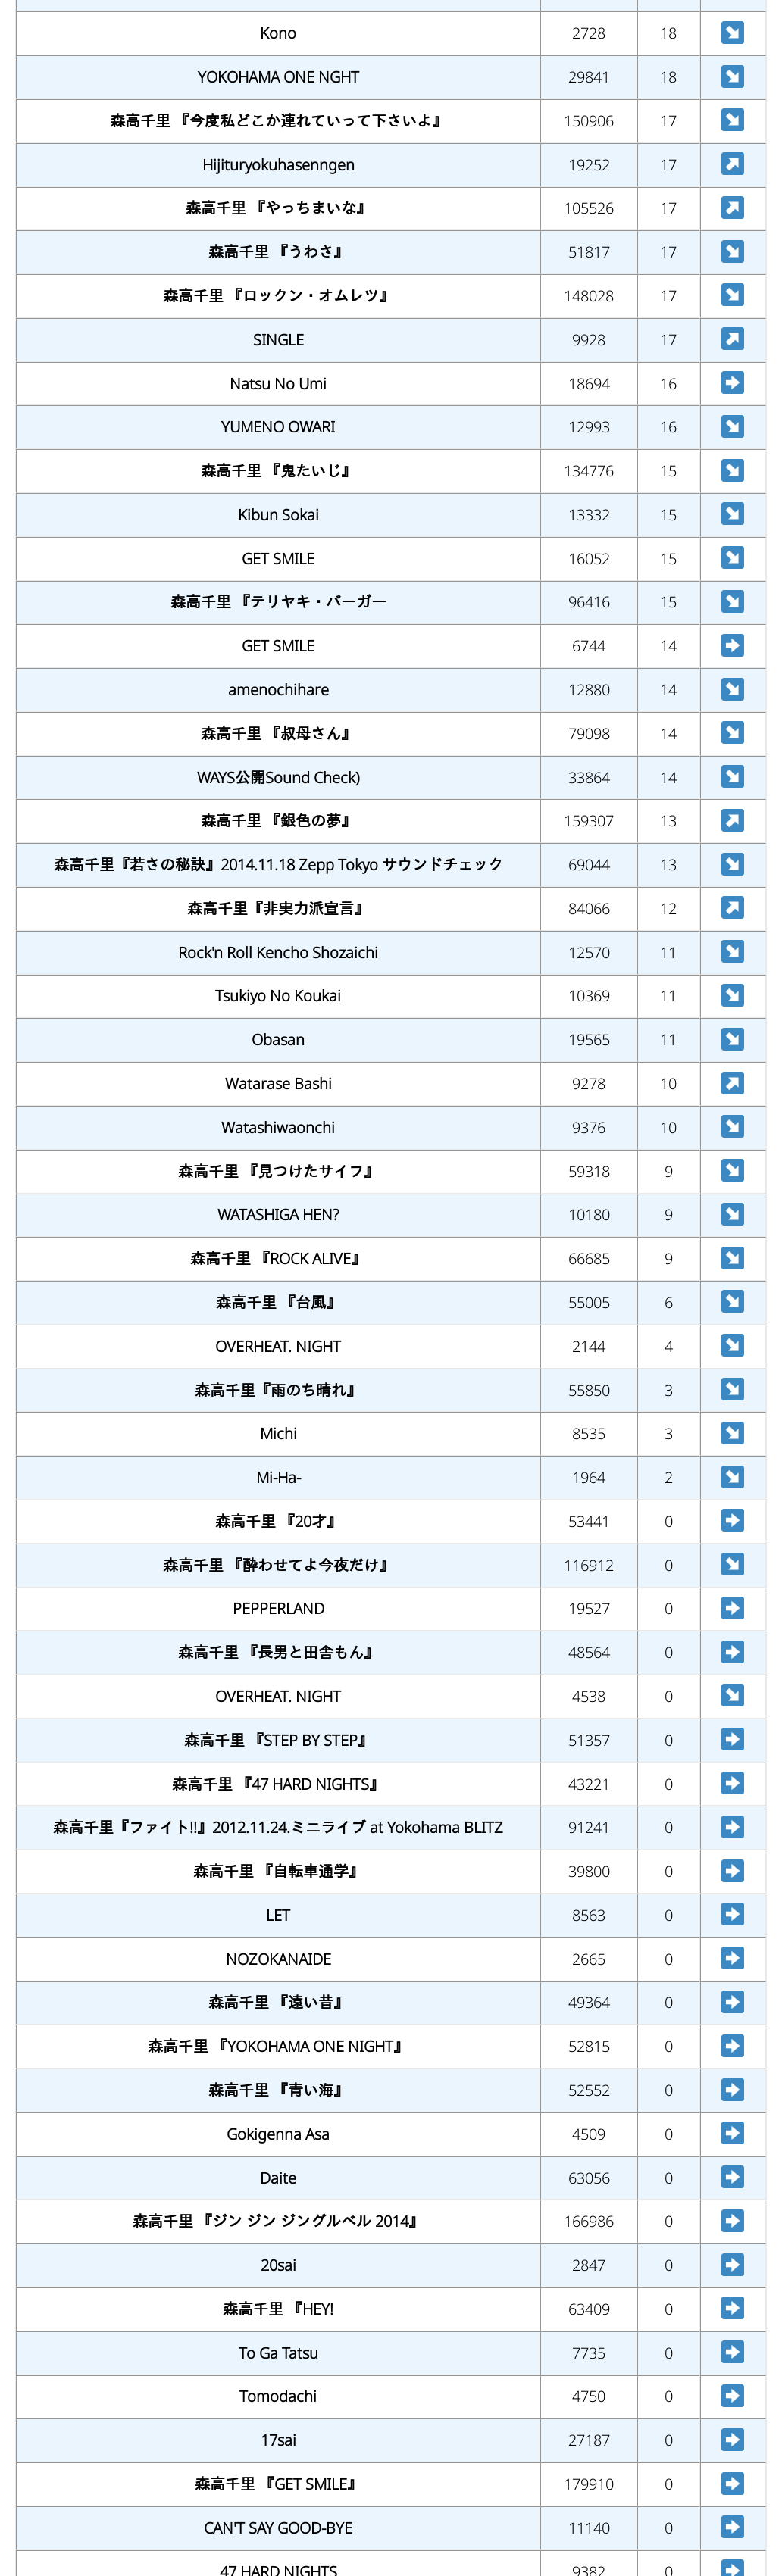 Kono 2728 18
YOKOHAMA ONE NGHT 29841 18
森高千里 『今度私どこか連れていって下さいよ』 150906 17
Hijituryokuhasenngen 19252 17
森高千里 『やっちまいな』 105526 17
森高千里 『うわさ』 51817 17
森高千里 『ロックン・オムレツ』 148028 17
SINGLE 9928 17
Natsu No Umi 18694 16
YUMENO OWARI 12993 16
森高千里 『鬼たいじ』 134776 15
Kibun Sokai 13332 15
GET SMILE 16052 15
森高千里 『テリヤキ・バーガー 96416 15
GET SMILE 6744 14
amenochihare 12880 14
森高千里 『叔母さん』 79098 14
WAYS公開Sound Check) 33864 14
森高千里 『銀色の夢』 159307 13
森高千里『若さの秘訣』2014.11.18 Zepp Tokyo サウンドチェック 69044 13
森高千里『非実力派宣言』 84066 12
Rock'n Roll Kencho Shozaichi 12570 11
Tsukiyo No Koukai 10369 11
Obasan 19565 11
Watarase Bashi 9278 10
Watashiwaonchi 9376 10
森高千里 『見つけたサイフ』 59318 9
WATASHIGA HEN? 10180 9
森高千里 『ROCK ALIVE』 66685 9
森高千里 『台風』 55005 6
OVERHEAT. NIGHT 2144 4
森高千里『雨のち晴れ』 55850 3
Michi 8535 3
Mi-Ha- 1964 2
森高千里 『20才』 53441 0
森高千里 『酔わせてよ今夜だけ』 116912 0
PEPPERLAND 19527 0
森高千里 『長男と田舎もん』 48564 0
OVERHEAT. NIGHT 4538 0
森高千里 『STEP BY STEP』 51357 0
森高千里 『47 HARD NIGHTS』 43221 0
森高千里『ファイト!!』2012.11.24.ミニライブ at Yokohama BLITZ 91241 0
森高千里 『自転車通学』 39800 0
LET 8563 0
NOZOKANAIDE 2665 0
森高千里 『遠い昔』 49364 0
森高千里 『YOKOHAMA ONE NIGHT』 52815 0
森高千里 『青い海』 52552 0
Gokigenna Asa 4509 0
Daite 63056 0
森高千里 『ジン ジン ジングルベル 2014』 166986 0
20sai 2847 0
森高千里 『HEY! 63409 0
To Ga Tatsu 7735 0
Tomodachi 4750 0
17sai 27187 0
森高千里 『GET SMILE』 179910 0
CAN'T SAY GOOD-BYE 11140 0
47 HARD NIGHTS 9382 0